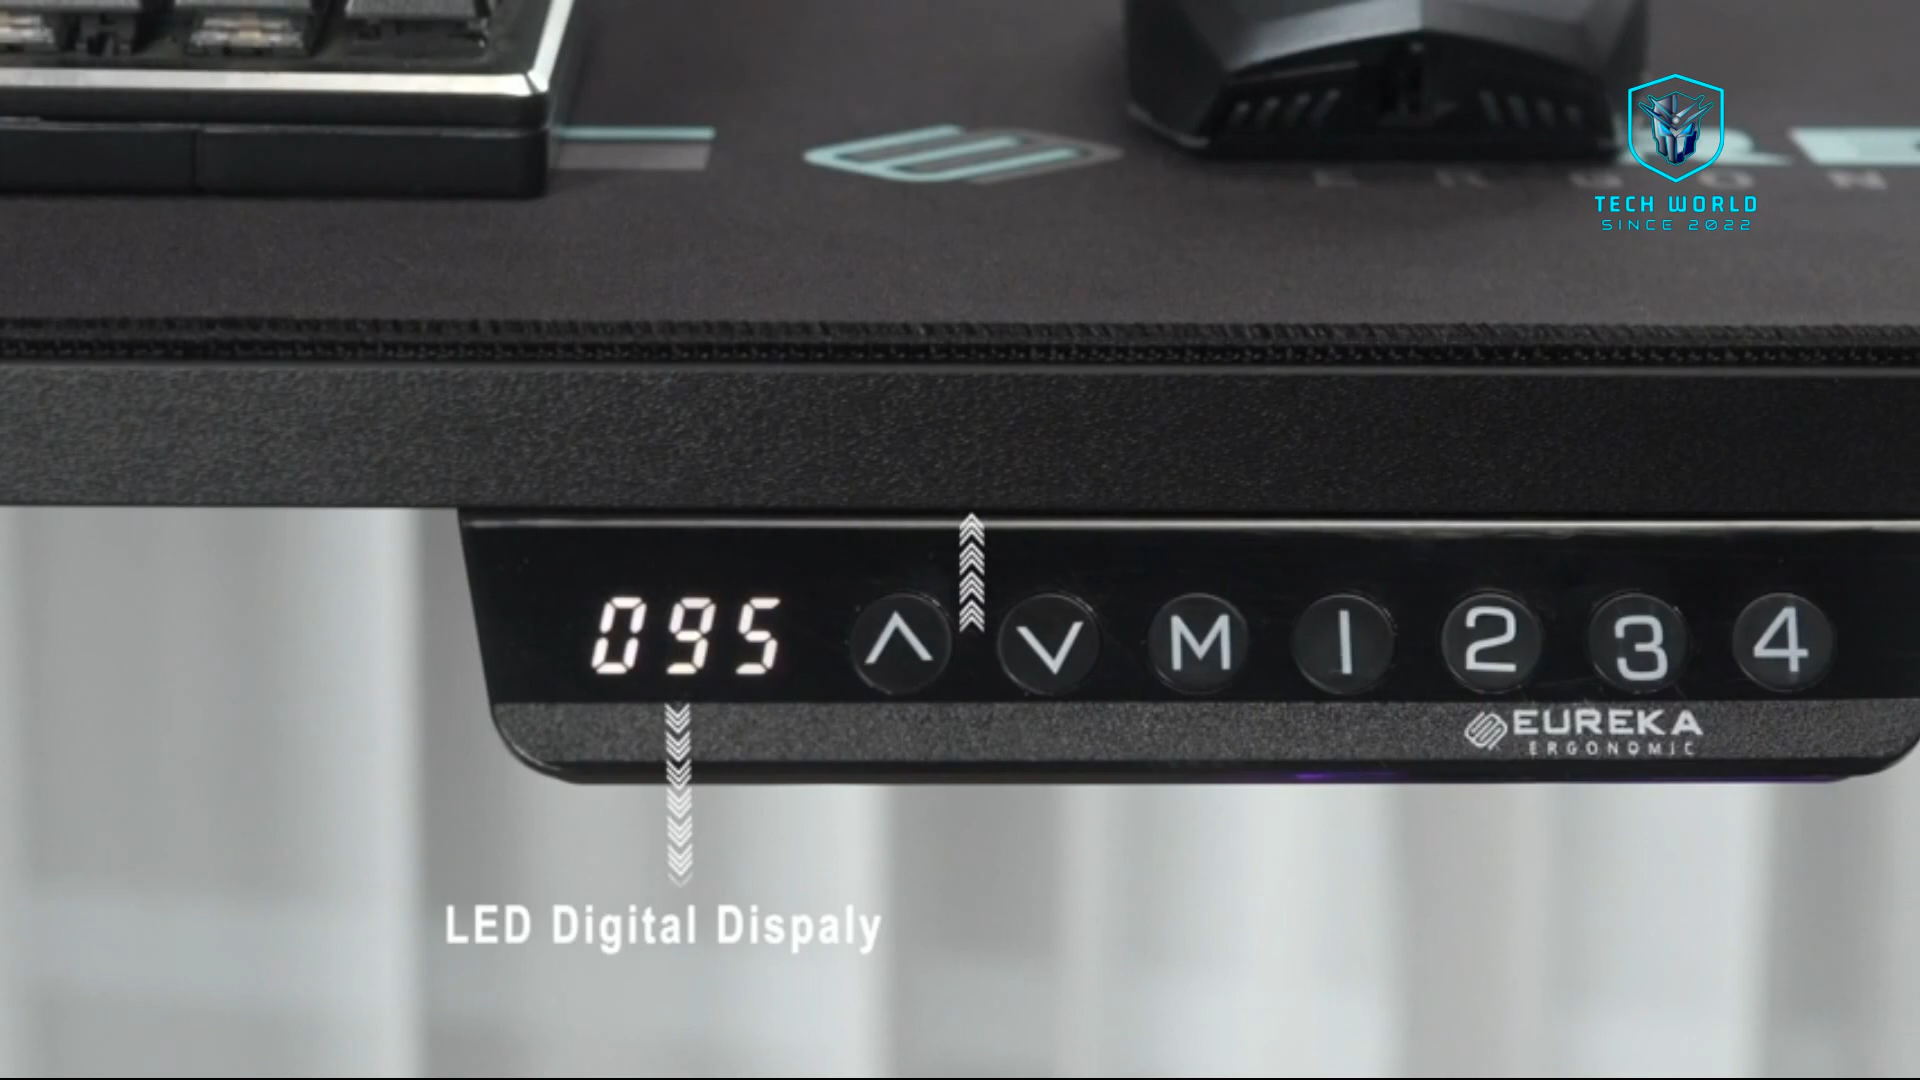 TECH WORLD
SINCE 2022
E R G O N
095 M 1 2 3 4
EUREKA
ERGONOMIC
LED Digital Dispaly